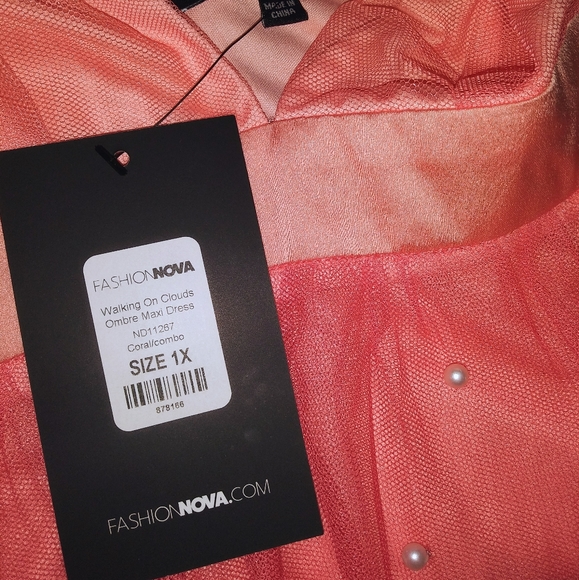 MADE IN
CHINA
FASHIONNOVA
Walking On Clouds
Ombre Maxi Dress
ND11267
Coral/combo
SIZE 1X
878166
FASHIONNOVA.COM